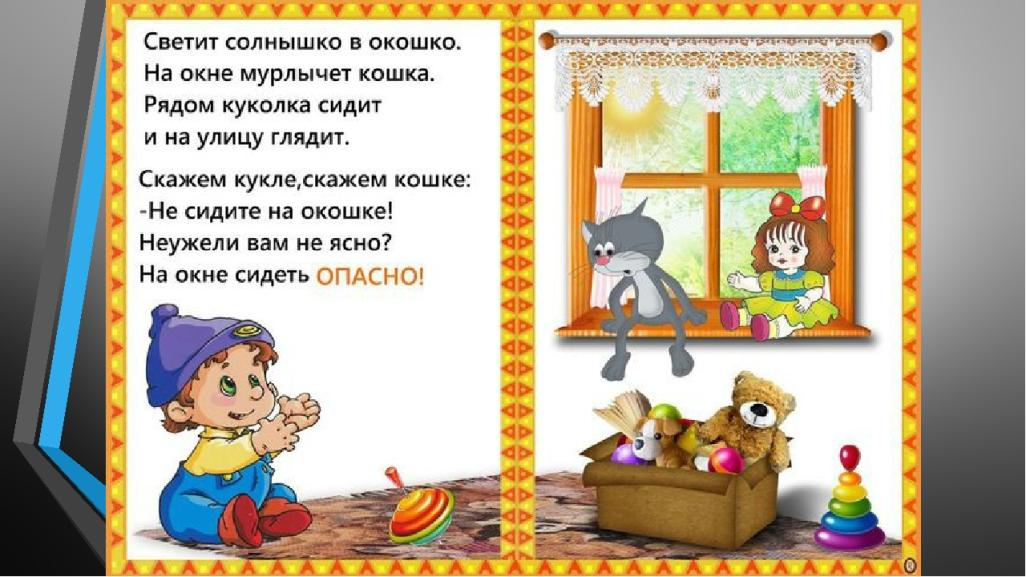 Светит солнышко в окошко.
На окне мурлычет кошка.
Рядом куколка сидит
и на улицу глядит.
Скажем кукле,скажем кошке:
-Не сидите на окошке!
Неужели вам не ясно?
На окне сидеть ОПАСНО!